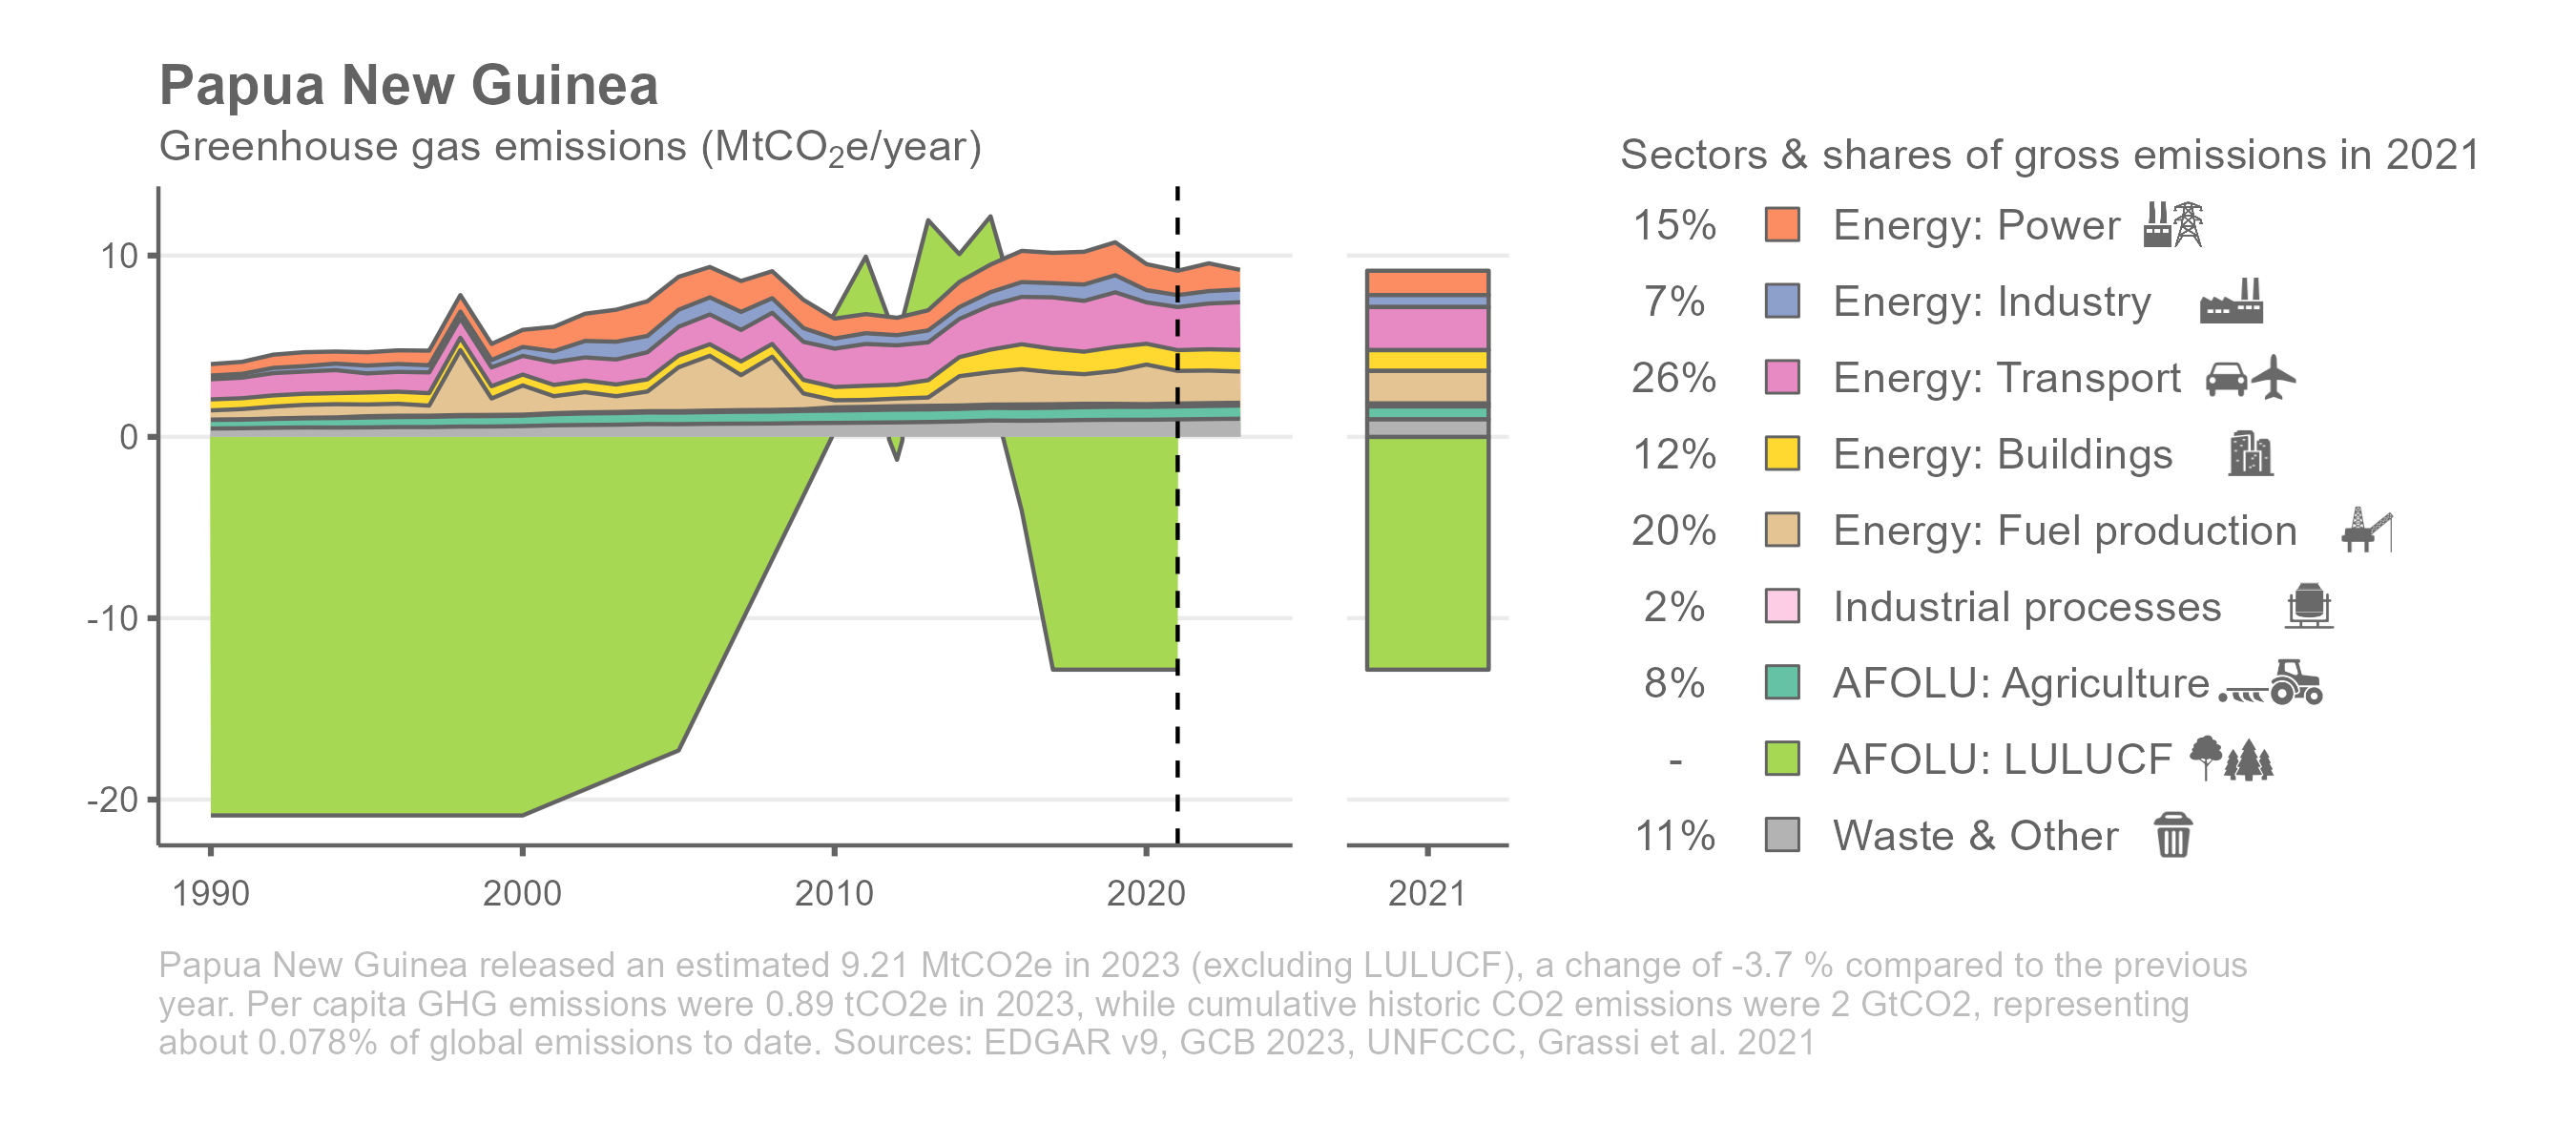 Papua New Guinea
Greenhouse gas emissions (MtCO₂e/year)
Sectors & shares of gross emissions in 2021
15% Energy: Power
7% Energy: Industry
26% Energy: Transport
12% Energy: Buildings
20% Energy: Fuel production
2% Industrial processes
8% AFOLU: Agriculture
- AFOLU: LULUCF
11% Waste & Other
10
0
-10
-20
1990 2000 2010 2020 2021
Papua New Guinea released an estimated 9.21 MtCO2e in 2023 (excluding LULUCF), a change of -3.7 % compared to the previous
year. Per capita GHG emissions were 0.89 tCO2e in 2023, while cumulative historic CO2 emissions were 2 GtCO2, representing
about 0.078% of global emissions to date. Sources: EDGAR v9, GCB 2023, UNFCCC, Grassi et al. 2021